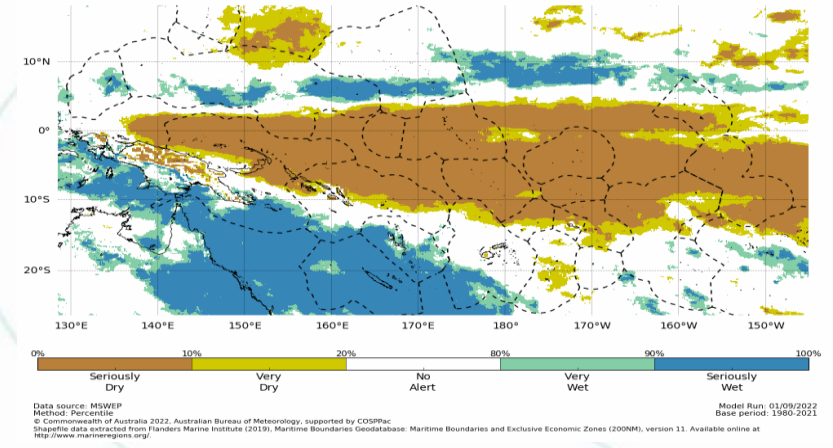 10°N
0°
10°S
20°S
130°E 140°E 150°E 160°E 170°E 180° 170°W 160°W 150°W
0% 10% 20% 80% 90% 100%
Seriously Very No Very Seriously
Dry Dry Alert Wet Wet
Data source: MSWEP Model Run: 01/09/2022
Method: Percentile Base period: 1980-2021
© Commonwealth of Australia 2022, Australian Bureau of Meteorology, supported by COSPPac
Shapefile data extracted from Flanders Marine Institute (2019), Maritime Boundaries Geodatabase: Maritime Boundaries and Exclusive Economic Zones (200NM), version 11. Available online at
http://www.marineregions.org/.